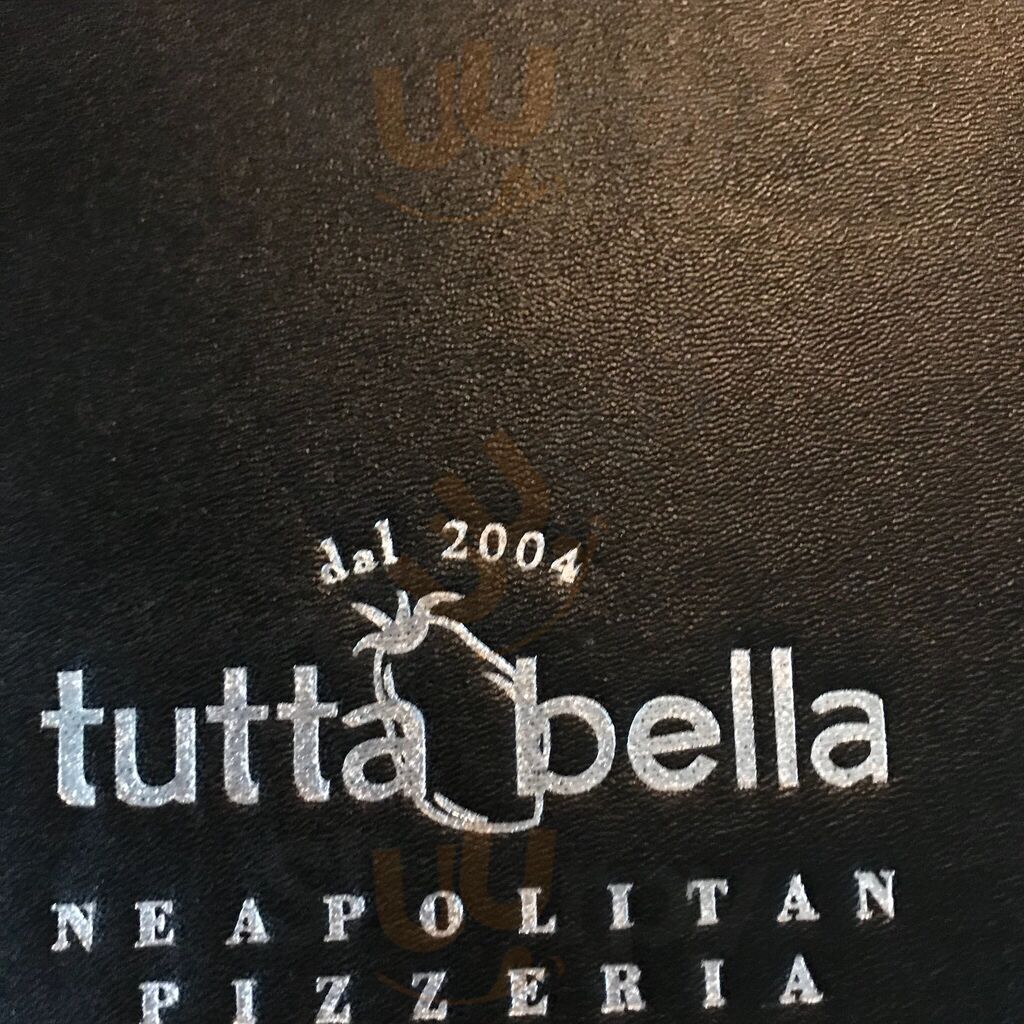 dal 2004
tutta bella
NEAPOLITAN
PIZZERIA